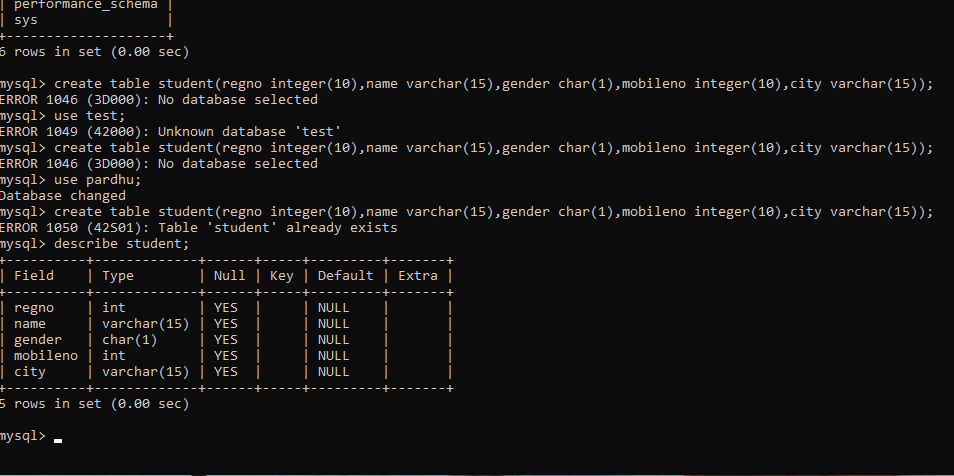 | performance_schema |
| sys                |
+--------------------+
6 rows in set (0.00 sec)

mysql> create table student(regno integer(10),name varchar(15),gender char(1),mobileno integer(10),city varchar(15));
ERROR 1046 (3D000): No database selected
mysql> use test;
ERROR 1049 (42000): Unknown database 'test'
mysql> create table student(regno integer(10),name varchar(15),gender char(1),mobileno integer(10),city varchar(15));
ERROR 1046 (3D000): No database selected
mysql> use pardhu;
Database changed
mysql> create table student(regno integer(10),name varchar(15),gender char(1),mobileno integer(10),city varchar(15));
ERROR 1050 (42S01): Table 'student' already exists
mysql> describe student;
+----------+-------------+------+-----+---------+-------+
| Field    | Type        | Null | Key | Default | Extra |
+----------+-------------+------+-----+---------+-------+
| regno    | int         | YES  |     | NULL    |       |
| name     | varchar(15) | YES  |     | NULL    |       |
| gender   | char(1)     | YES  |     | NULL    |       |
| mobileno | int         | YES  |     | NULL    |       |
| city     | varchar(15) | YES  |     | NULL    |       |
+----------+-------------+------+-----+---------+-------+
5 rows in set (0.00 sec)

mysql>